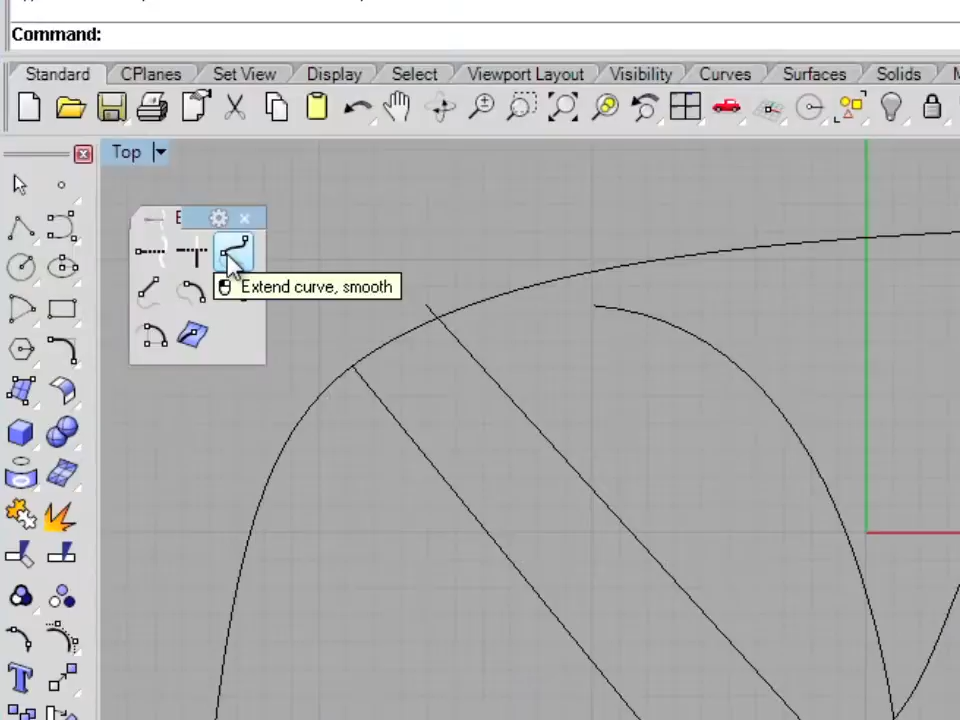 Command:
Standard CPlanes Set View Display Select Viewport Layout Visibility Curves Surfaces Solids
Top
E
Extend curve, smooth